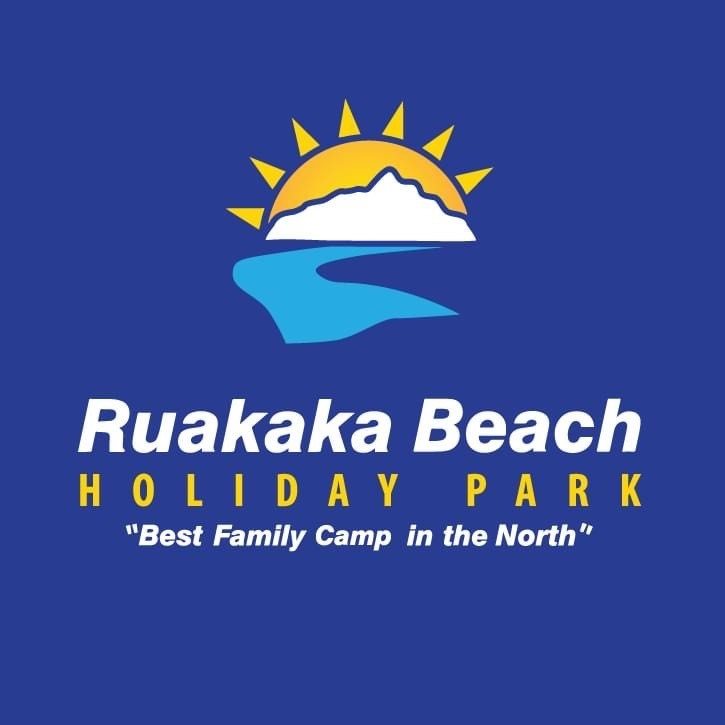 Ruakaka Beach
HOLIDAY PARK
"Best Family Camp in the North"